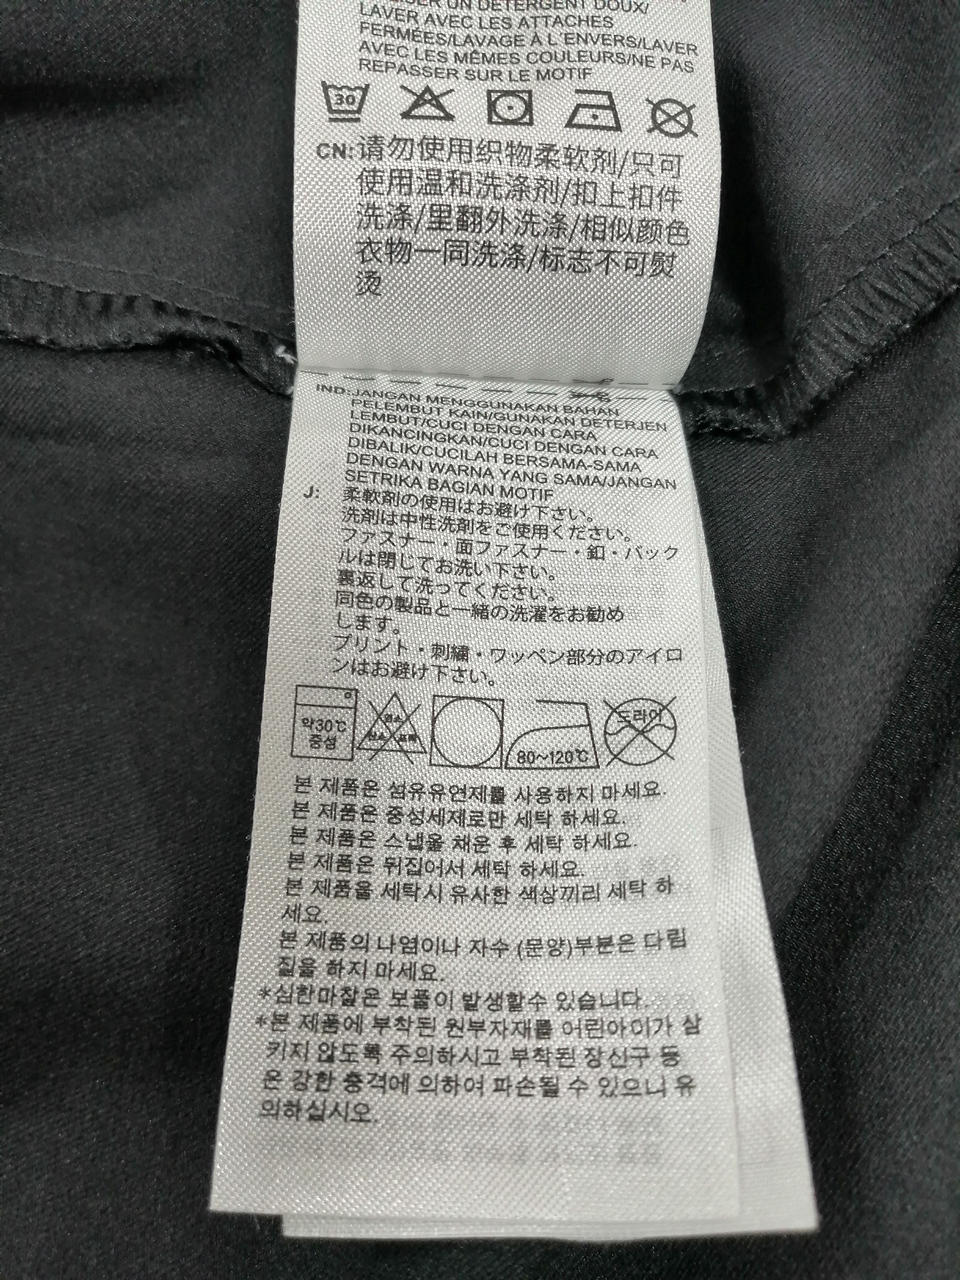 UN DÉTERGENT DOUX/
LAVER AVEC LES ATTACHES
FERMÉES/LAVAGE À L'ENVERS/LAVER
AVEC LES MÊMES COULEURS/NE PAS
REPASSER SUR LE MOTIF
30
CN:请勿使用织物柔软剂/只可
使用温和洗涤剂/扣上扣件
洗涤/里翻外洗涤/相似颜色
衣物一同洗涤/标志不可熨
烫
IND:JANGAN MENGGUNAKAN BAHAN
PELEMBUT KAIN/GUNAKAN DETERJEN
LEMBUT/CUCI DENGAN CARA
DIKANCINGKAN/CUCI DENGAN CARA
DIBALIK/CUCILAH BERSAMA-SAMA
DENGAN WARNA YANG SAMA/JANGAN
SETRIKA BAGIAN MOTIF
J: 柔軟剤の使用はお避け下さい。
洗剤は中性洗剤をご使用ください。
ファスナー・面ファスナー・釦・バック
ルは閉じてお洗い下さい。
裏返して洗ってください。
同色の製品と一緒の洗濯をお勧め
します。
プリント・刺繍・ワッペン部分のアイロ
ンはお避け下さい。
약30℃
중성
80~120℃
드라이
본 제품은 섬유유연제를 사용하지 마세요.
본 제품은 중성세제로만 세탁 하세요.
본 제품은 스냅을 채운 후 세탁 하세요.
본 제품은 뒤집어서 세탁 하세요.
본 제품을 세탁시 유사한 색상끼리 세탁 하
세요.
본 제품의 나염이나 자수 (문양)부분은 다림
질을 하지 마세요.
*심한마찰은 보풀이 발생할수 있습니다.
*본 제품에 부착된 원부자재를 어린아이가 삼
키지 않도록 주의하시고 부착된 장신구 등
은 강한 충격에 의하여 파손될 수 있으니 유
의하십시오.